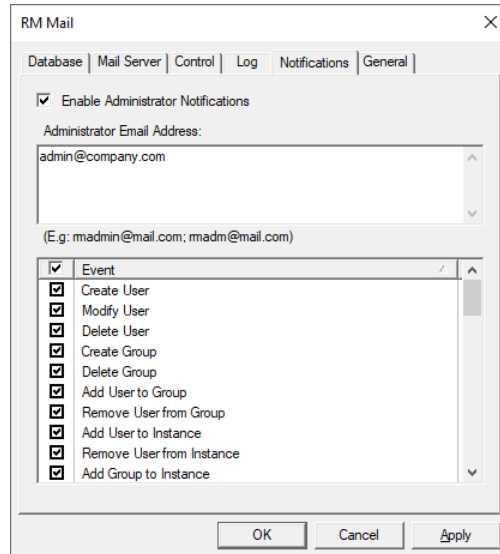 RM Mail
Database Mail Server Control Log Notifications General
Enable Administrator Notifications
Administrator Email Address:
admin@company.com
(E.g: rmadmin@mail.com; rmadm@mail.com)
Event
Create User
Modify User
Delete User
Create Group
Delete Group
Add User to Group
Remove User from Group
Add User to Instance
Remove User from Instance
Add Group to Instance
OK Cancel Apply